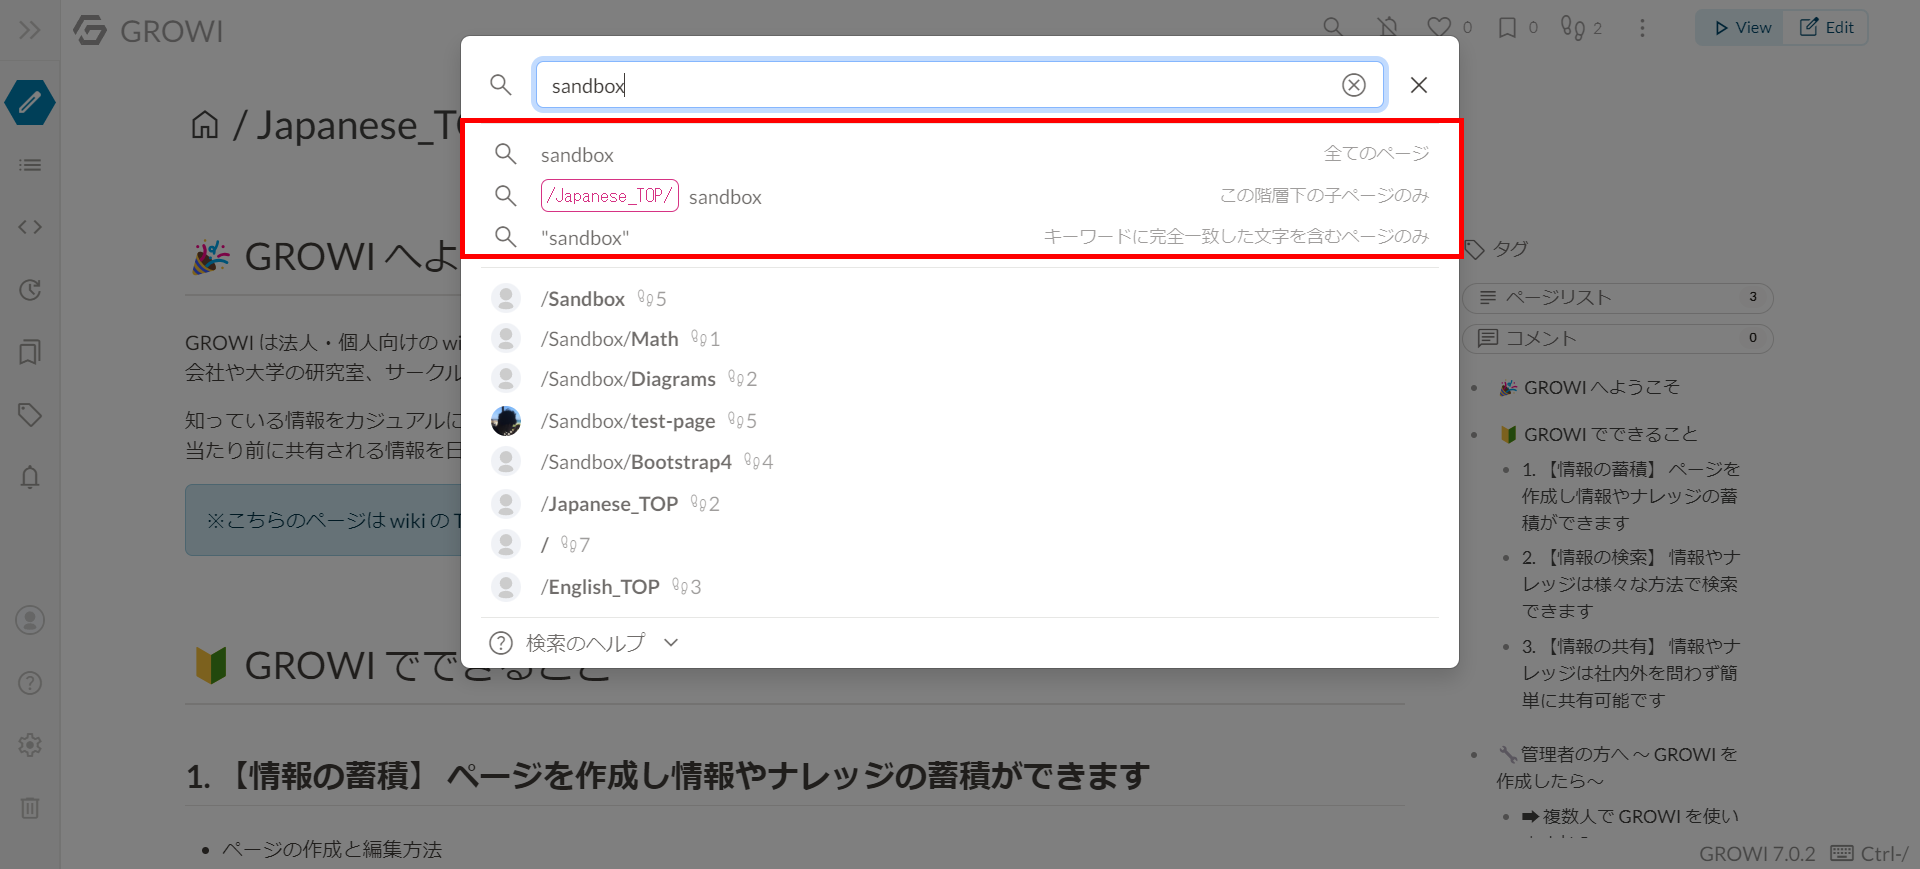 GROWI
0
0
2
View
Edit
sandbox
/ Japanese_T
sandbox 全てのページ
/Japanese_TOP/ sandbox この階層下の子ページのみ
"sandbox" キーワードに完全一致した文字を含むページのみ
/Sandbox 5
/Sandbox/Math 1
/Sandbox/Diagrams 2
/Sandbox/test-page 5
/Sandbox/Bootstrap4 4
/Japanese_TOP 2
/ 7
/English_TOP 3
検索のヘルプ
GROWI へよ
GROWI は法人・個人向けの wi
会社や大学の研究室、サークル
知っている情報をカジュアルに
当たり前に共有される情報を日
※こちらのページは wiki の T
GROWI でできること
1. 【情報の蓄積】 ページを作成し情報やナレッジの蓄積ができます
• ページの作成と編集方法
タグ
ページリスト 3
コメント 0
• GROWI へようこそ
• GROWI でできること
• 1. 【情報の蓄積】 ページを
作成し情報やナレッジの蓄
積ができます
• 2. 【情報の検索】 情報やナ
レッジは様々な方法で検索
できます
• 3. 【情報の共有】 情報やナ
レッジは社内外を問わず簡
単に共有可能です
• 管理者の方へ 〜 GROWI を
作成したら〜
• 複数人で GROWI を使い
GROWI 7.0.2 Ctrl-/